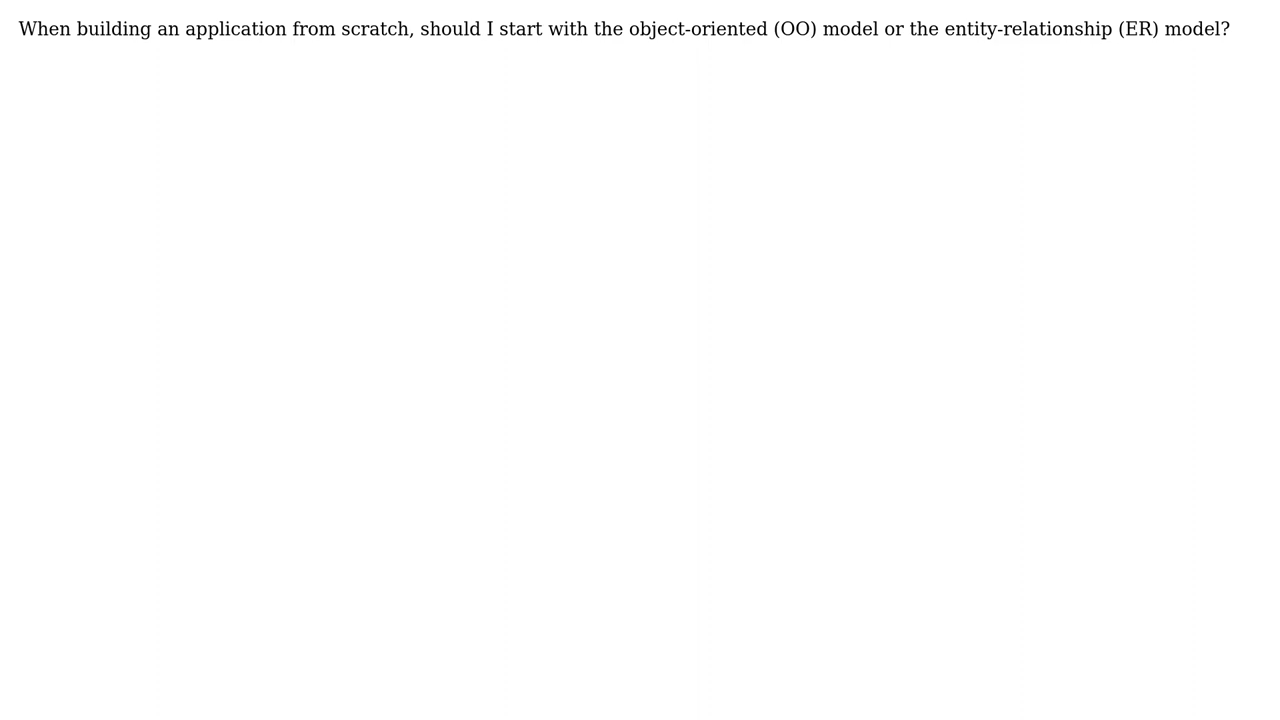 When building an application from scratch, should I start with the object-oriented (OO) model or the entity-relationship (ER) model?